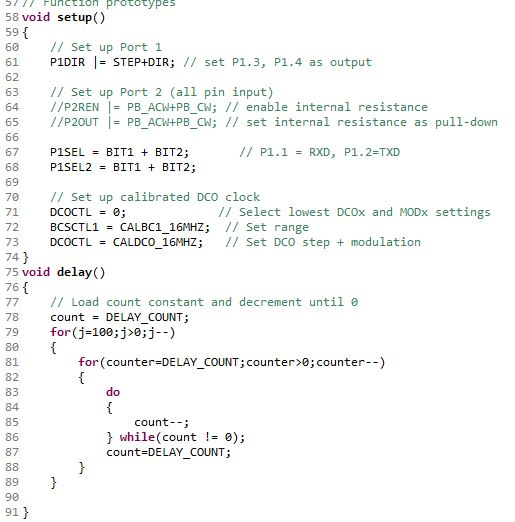 57// Function prototypes
58 void setup()
59 {
60     // Set up Port 1
61     P1DIR |= STEP+DIR; // set P1.3, P1.4 as output
62
63     // Set up Port 2 (all pin input)
64     //P2REN |= PB_ACW+PB_CW; // enable internal resistance
65     //P2OUT |= PB_ACW+PB_CW; // set internal resistance as pull-down
66
67     P1SEL = BIT1 + BIT2;       // P1.1 = RXD, P1.2=TXD
68     P1SEL2 = BIT1 + BIT2;
69
70     // Set up calibrated DCO clock
71     DCOCTL = 0;             // Select lowest DCOx and MODx settings
72     BCSCTL1 = CALBC1_16MHZ;  // Set range
73     DCOCTL = CALDCO_16MHZ;   // Set DCO step + modulation
74 }
75 void delay()
76 {
77     // Load count constant and decrement until 0
78     count = DELAY_COUNT;
79     for(j=100;j>0;j--)
80     {
81         for(counter=DELAY_COUNT;counter>0;counter--)
82         {
83             do
84             {
85                 count--;
86             } while(count != 0);
87             count=DELAY_COUNT;
88         }
89     }
90
91 }